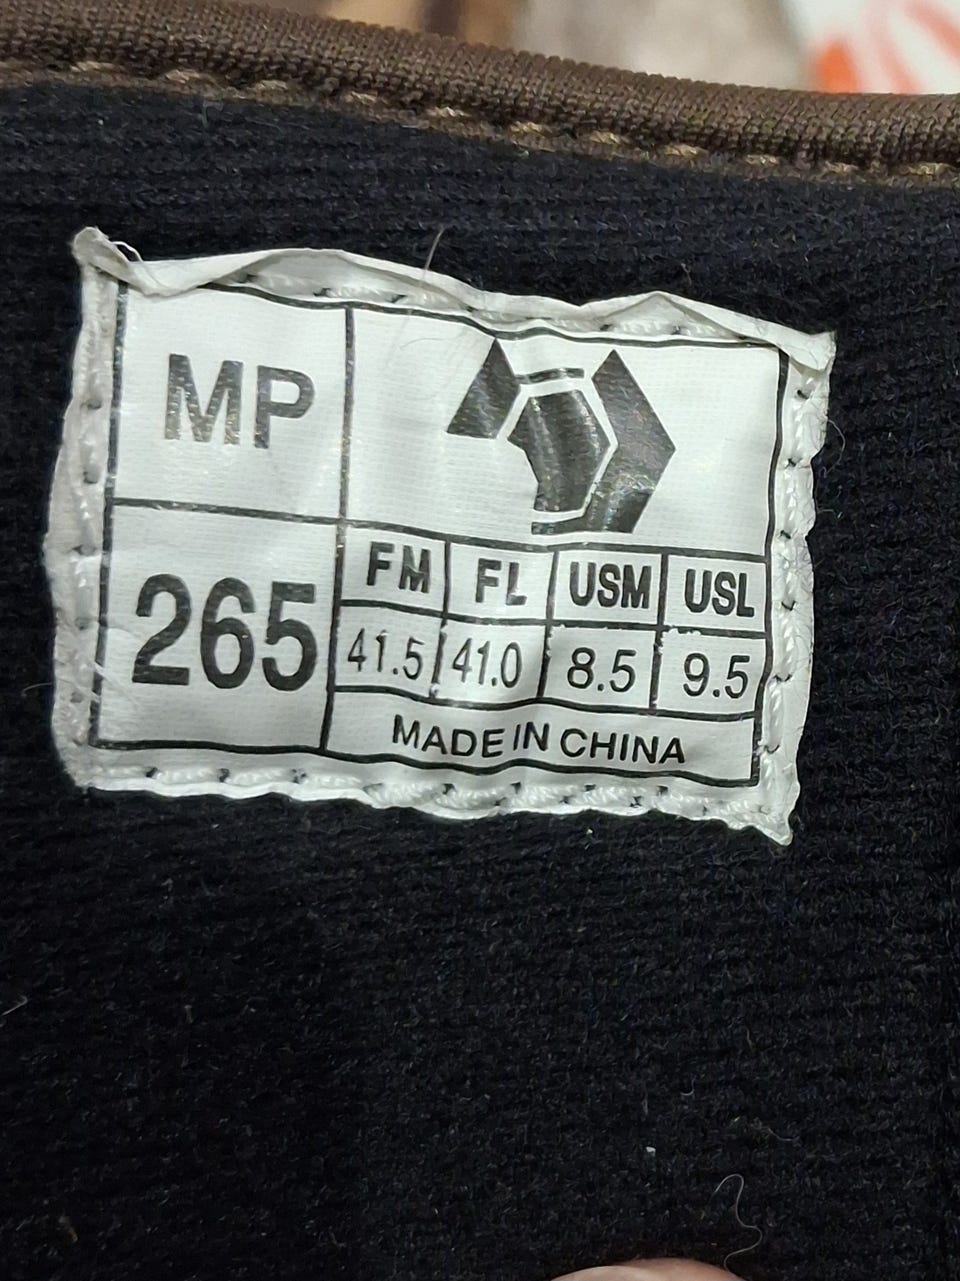 MP
265
FM FL USM USL
41.5 41.0 8.5 9.5
MADE IN CHINA